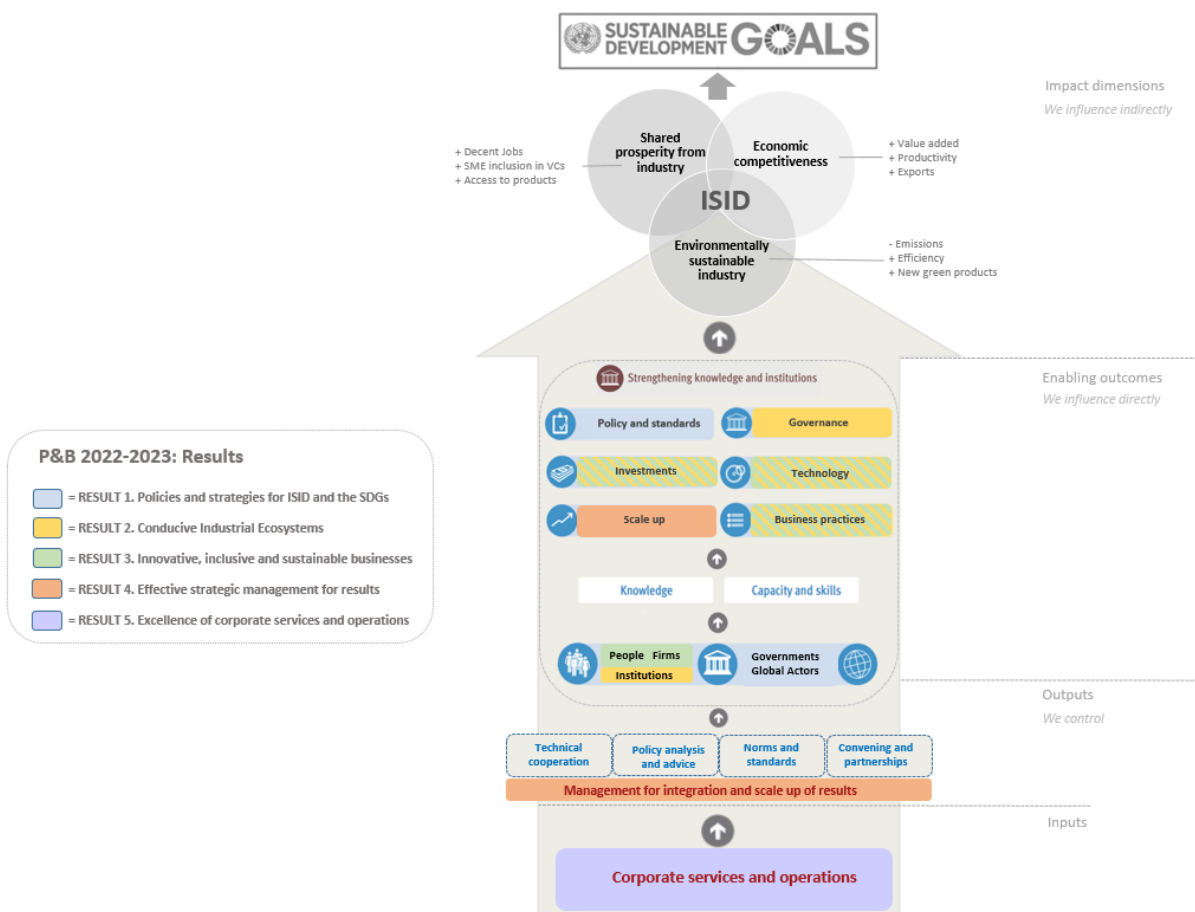 SUSTAINABLE
DEVELOPMENT
GOALS
Impact dimensions
We influence indirectly
Shared
prosperity from
industry
Economic
competitiveness
+ Decent Jobs
+ SME inclusion in VCs
+ Access to products
+ Value added
+ Productivity
+ Exports
ISID
Environmentally
sustainable
industry
- Emissions
+ Efficiency
+ New green products
Enabling outcomes
We influence directly
Strengthening knowledge and institutions
Policy and standards
Governance
Investments
Technology
Scale up
Business practices
Knowledge
Capacity and skills
People Firms
Institutions
Governments
Global Actors
P&B 2022-2023: Results
= RESULT 1. Policies and strategies for ISID and the SDGs
= RESULT 2. Conducive Industrial Ecosystems
= RESULT 3. Innovative, inclusive and sustainable businesses
= RESULT 4. Effective strategic management for results
= RESULT 5. Excellence of corporate services and operations
Outputs
We control
Technical
cooperation
Policy analysis
and advice
Norms and
standards
Convening and
partnerships
Management for integration and scale up of results
Inputs
Corporate services and operations